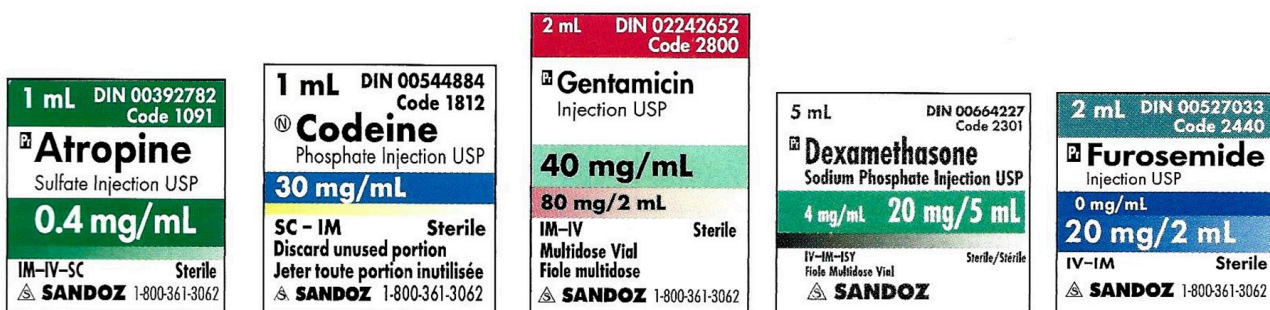 1 mL DIN 00392782
Code 1091
Pr Atropine
Sulfate Injection USP
0.4 mg/mL
IM–IV–SC Sterile
S SANDOZ 1-800-361-3062
1 mL DIN 00544884
Code 1812
N Codeine
Phosphate Injection USP
30 mg/mL
SC – IM Sterile
Discard unused portion
Jeter toute portion inutilisée
S SANDOZ 1-800-361-3062
2 mL DIN 02242652
Code 2800
Pr Gentamicin
Injection USP
40 mg/mL
80 mg/2 mL
IM–IV Sterile
Multidose Vial
Fiole multidose
S SANDOZ 1-800-361-3062
5 mL DIN 00664227
Code 2301
Pr Dexamethasone
Sodium Phosphate Injection USP
4 mg/mL 20 mg/5 mL
IV–IM–ISY Sterile/Stérile
Fiole Multidose Vial
S SANDOZ
2 mL DIN 00527033
Code 2440
Pr Furosemide
Injection USP
0 mg/mL
20 mg/2 mL
IV–IM Sterile
S SANDOZ 1-800-361-3062